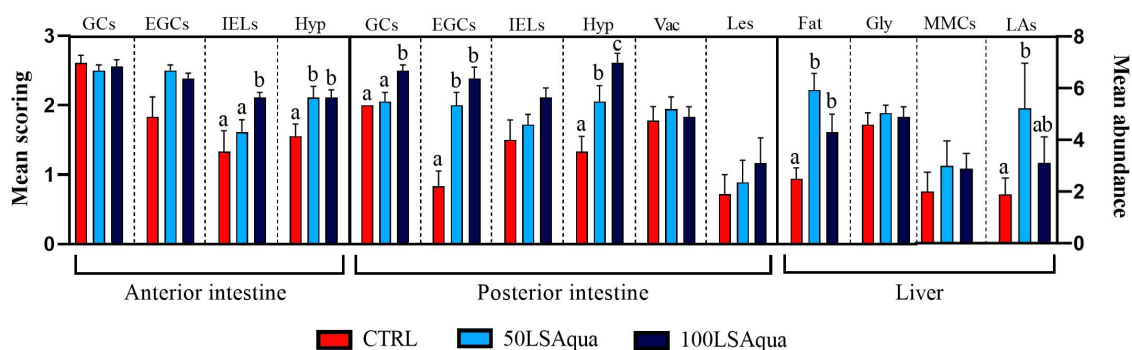 GCs EGCs IELs Hyp GCs EGCs IELs Hyp Vac Les Fat Gly MMCs LAs
Mean scoring
3
2
1
0
a a b a b b a a b a b b a b c a b b a b ab
8
6
4
2
0
Mean abundance
Anterior intestine Posterior intestine Liver
CTRL 50LSAqua 100LSAqua